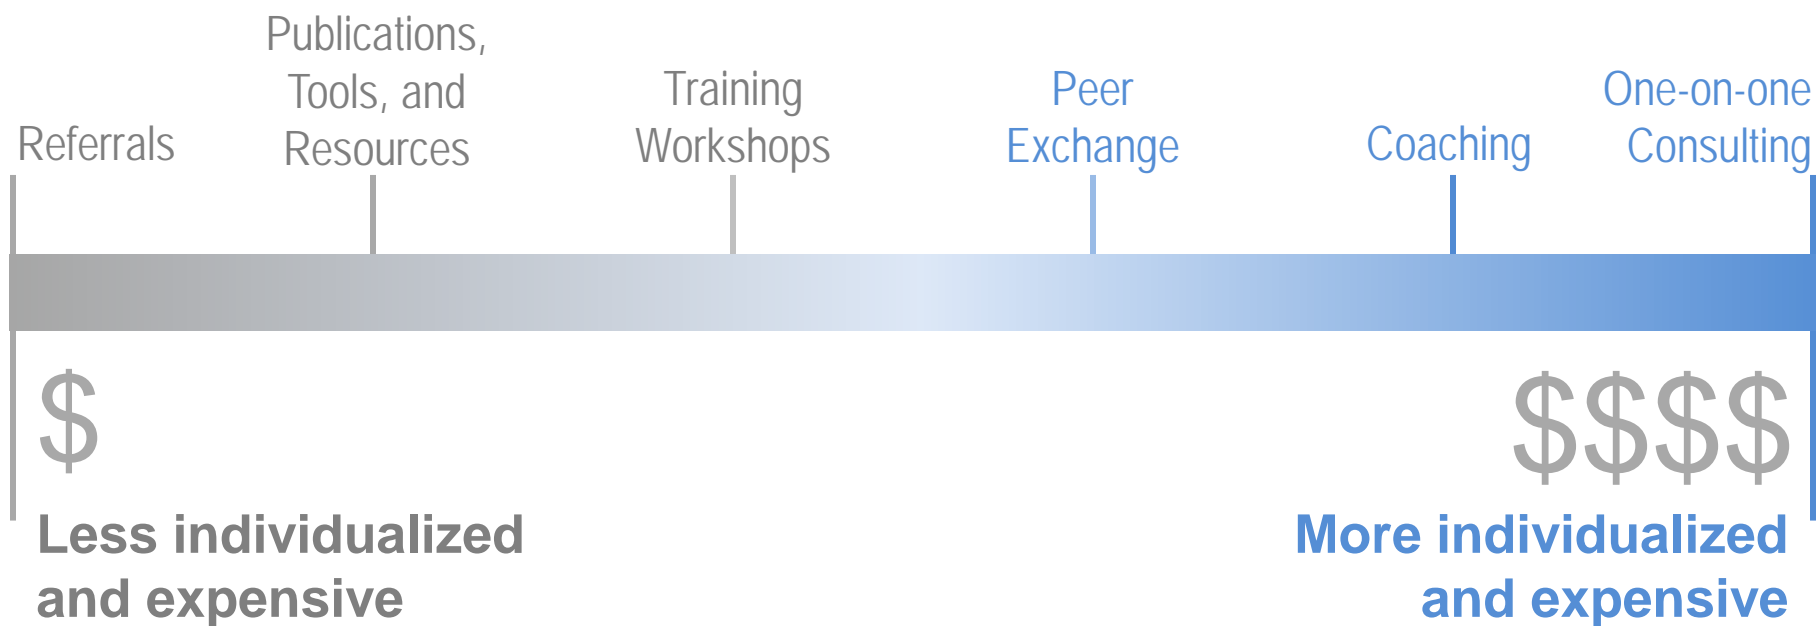 Referrals
Publications,
Tools, and
Resources
Training
Workshops
Peer
Exchange
Coaching
One-on-one
Consulting
$
$$$$
Less individualized
and expensive
More individualized
and expensive